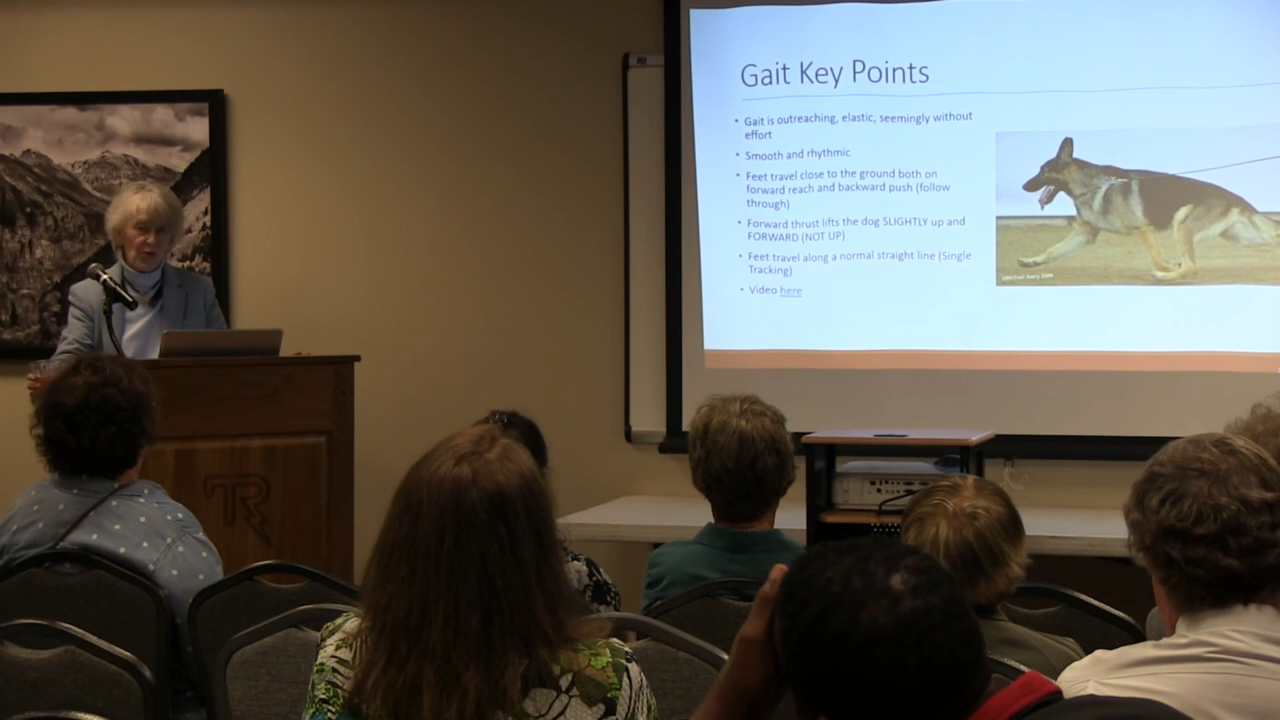 Gait Key Points
• Gait is outreaching, elastic, seemingly without
effort
• Smooth and rhythmic
• Feet travel close to the ground both on
forward reach and backward push (follow
through)
• Forward thrust lifts the dog SLIGHTLY up and
FORWARD (NOT UP)
• Feet travel along a normal straight line (Single
Tracking)
• Video here
TR